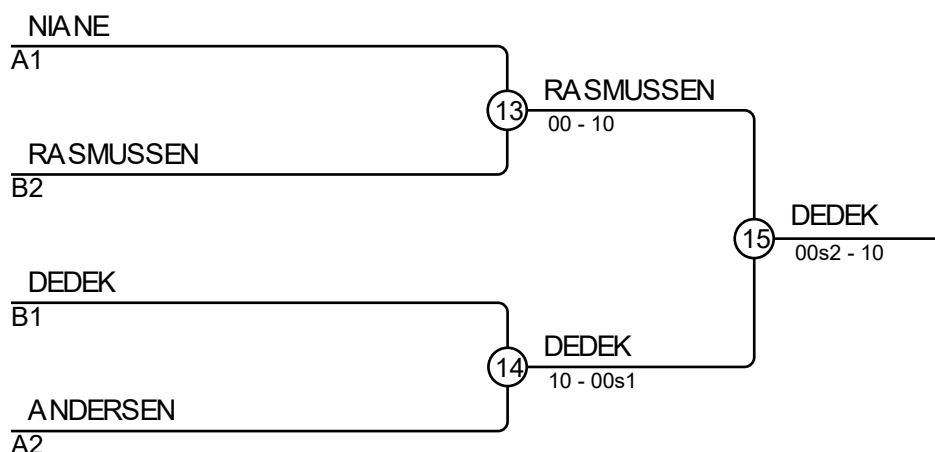 NIANE
A1
RASMUSSEN
13
00 - 10
RASMUSSEN
B2
DEDEK
15
00s2 - 10
DEDEK
B1
DEDEK
14
10 - 00s1
ANDERSEN
A2